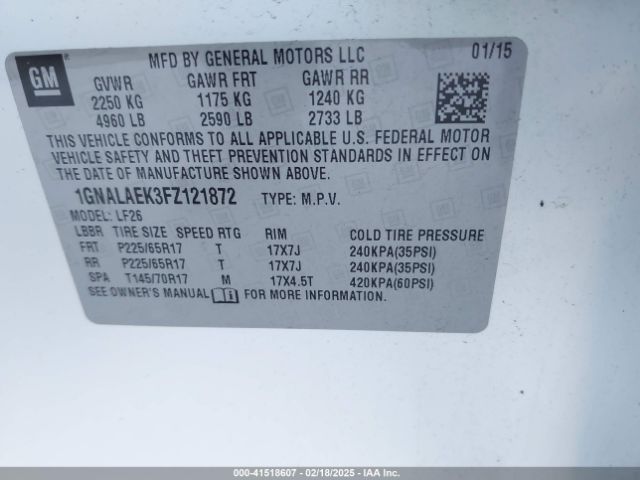 GM
MFD BY GENERAL MOTORS LLC 01/15
GVWR GAWR FRT GAWR RR
2250 KG 1175 KG 1240 KG
4960 LB 2590 LB 2733 LB
THIS VEHICLE CONFORMS TO ALL APPLICABLE U.S. FEDERAL MOTOR
VEHICLE SAFETY AND THEFT PREVENTION STANDARDS IN EFFECT ON
THE DATE OF MANUFACTURE SHOWN ABOVE.
1GNALAEK3FZ121872 TYPE: M.P.V.
MODEL: LF26
LBBR TIRE SIZE SPEED RTG RIM COLD TIRE PRESSURE
FRT P225/65R17 T 17X7J 240KPA(35PSI)
RR P225/65R17 T 17X7J 240KPA(35PSI)
SPA T145/70R17 M 17X4.5T 420KPA(60PSI)
SEE OWNER'S MANUAL FOR MORE INFORMATION.
000-41518607 - 02/18/2025 - IAAI.COM